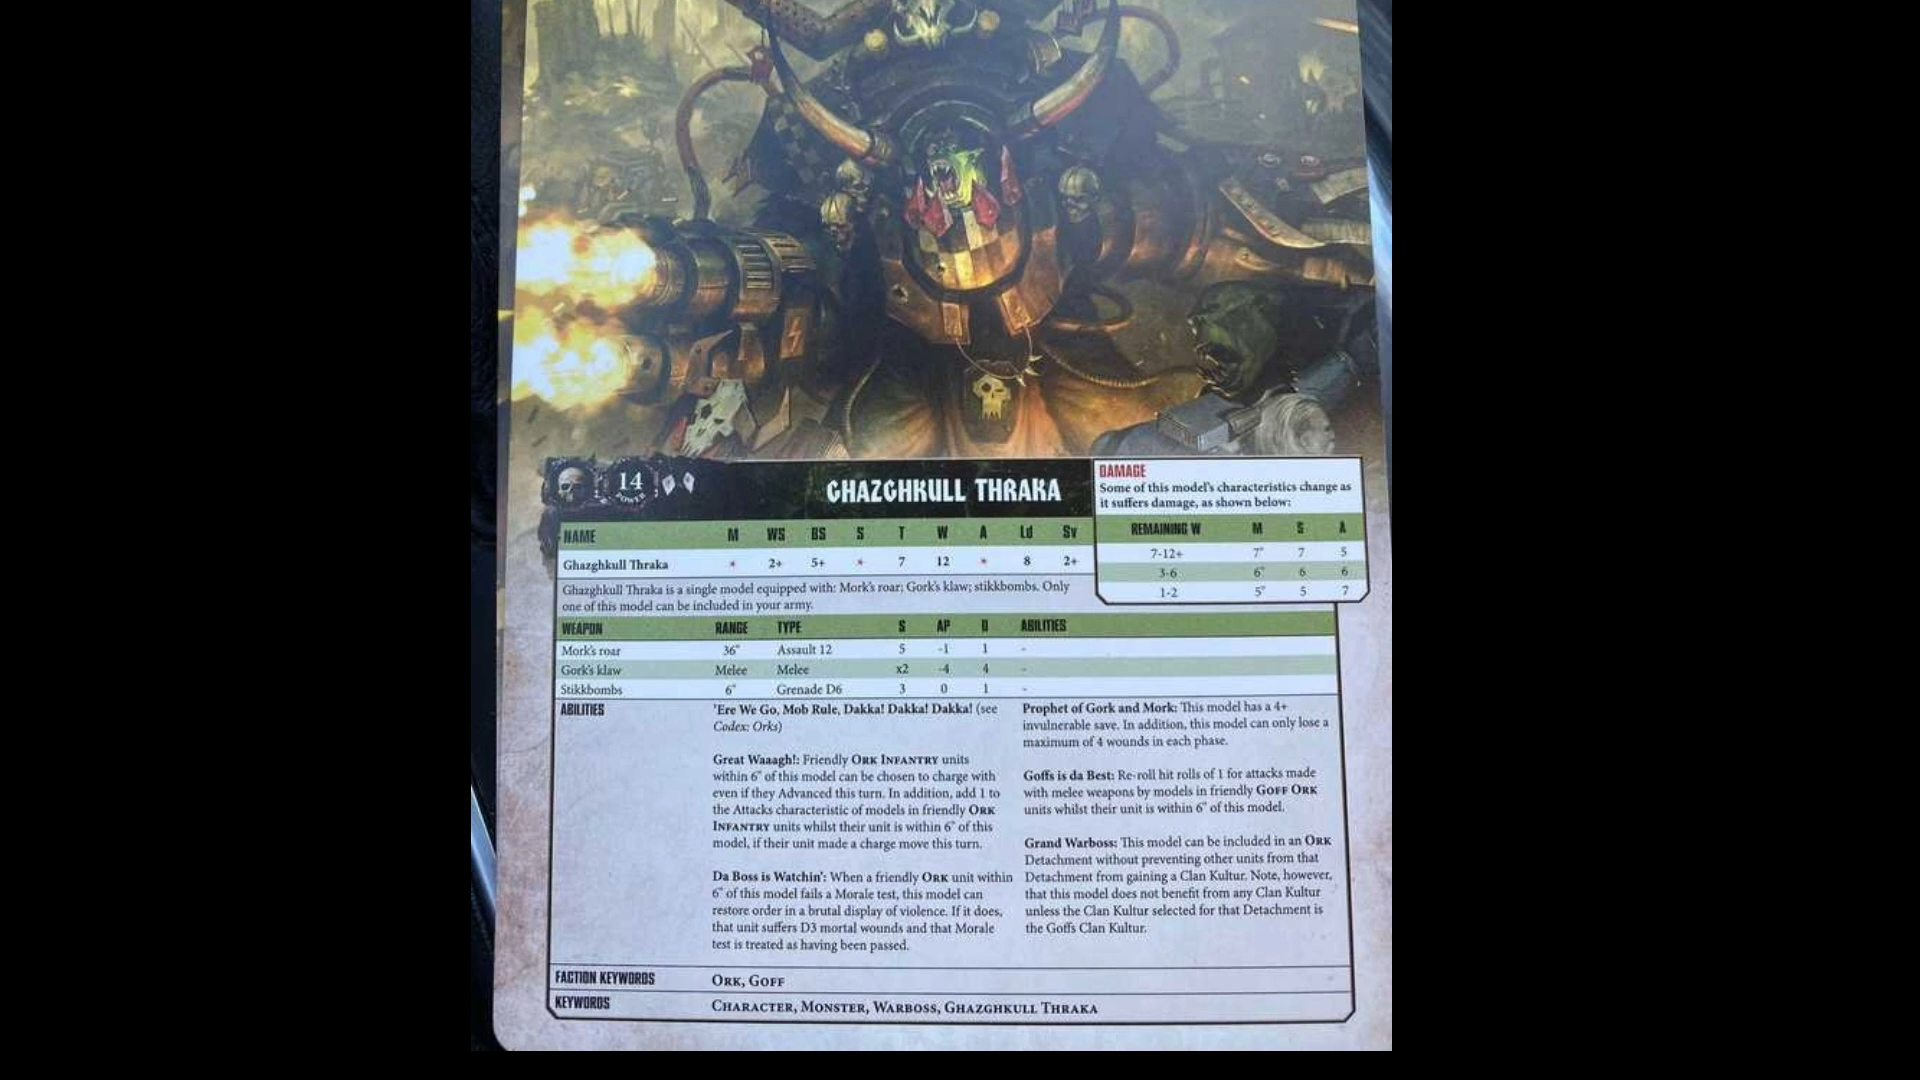 14
POWER
GHAZGHKULL THRAKA
DAMAGE
Some of this model's characteristics change as
it suffers damage, as shown below:
REMAINING W M S A
7-12+ 7" 7 5
3-6 6" 6 6
1-2 5" 5 7
NAME M WS BS S T W A Ld Sv
Ghazghkull Thraka * 2+ 5+ * 7 12 * 8 2+
Ghazghkull Thraka is a single model equipped with: Mork's roar; Gork's klaw; stikkbombs. Only
one of this model can be included in your army.
WEAPON RANGE TYPE S AP D ABILITIES
Mork's roar 36" Assault 12 5 -1 1 -
Gork's klaw Melee Melee x2 -4 4 -
Stikkbombs 6" Grenade D6 3 0 1 -
ABILITIES
'Ere We Go, Mob Rule, Dakka! Dakka! Dakka! (see
Codex: Orks)
Great Waaagh!: Friendly ORK INFANTRY units
within 6" of this model can be chosen to charge with
even if they Advanced this turn. In addition, add 1 to
the Attacks characteristic of models in friendly ORK
INFANTRY units whilst their unit is within 6" of this
model, if their unit made a charge move this turn.
Da Boss is Watchin': When a friendly ORK unit within
6" of this model fails a Morale test, this model can
restore order in a brutal display of violence. If it does,
that unit suffers D3 mortal wounds and that Morale
test is treated as having been passed.
Prophet of Gork and Mork: This model has a 4+
invulnerable save. In addition, this model can only lose a
maximum of 4 wounds in each phase.
Goffs is da Best: Re-roll hit rolls of 1 for attacks made
with melee weapons by models in friendly GOFF ORK
units whilst their unit is within 6" of this model.
Grand Warboss: This model can be included in an ORK
Detachment without preventing other units from that
Detachment from gaining a Clan Kultur. Note, however,
that this model does not benefit from any Clan Kultur
unless the Clan Kultur selected for that Detachment is
the Goffs Clan Kultur.
FACTION KEYWORDS ORK, GOFF
KEYWORDS CHARACTER, MONSTER, WARBOSS, GHAZGHKULL THRAKA